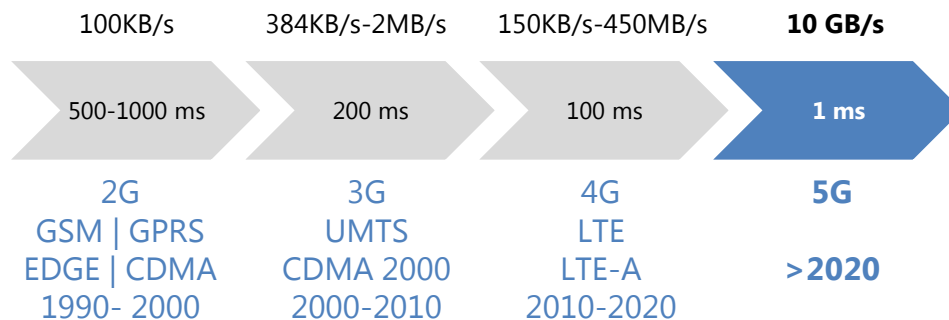 100KB/s 384KB/s-2MB/s 150KB/s-450MB/s 10 GB/s
500-1000 ms 200 ms 100 ms 1 ms
2G 3G 4G 5G
GSM | GPRS UMTS LTE
EDGE | CDMA CDMA 2000 LTE-A >2020
1990- 2000 2000-2010 2010-2020